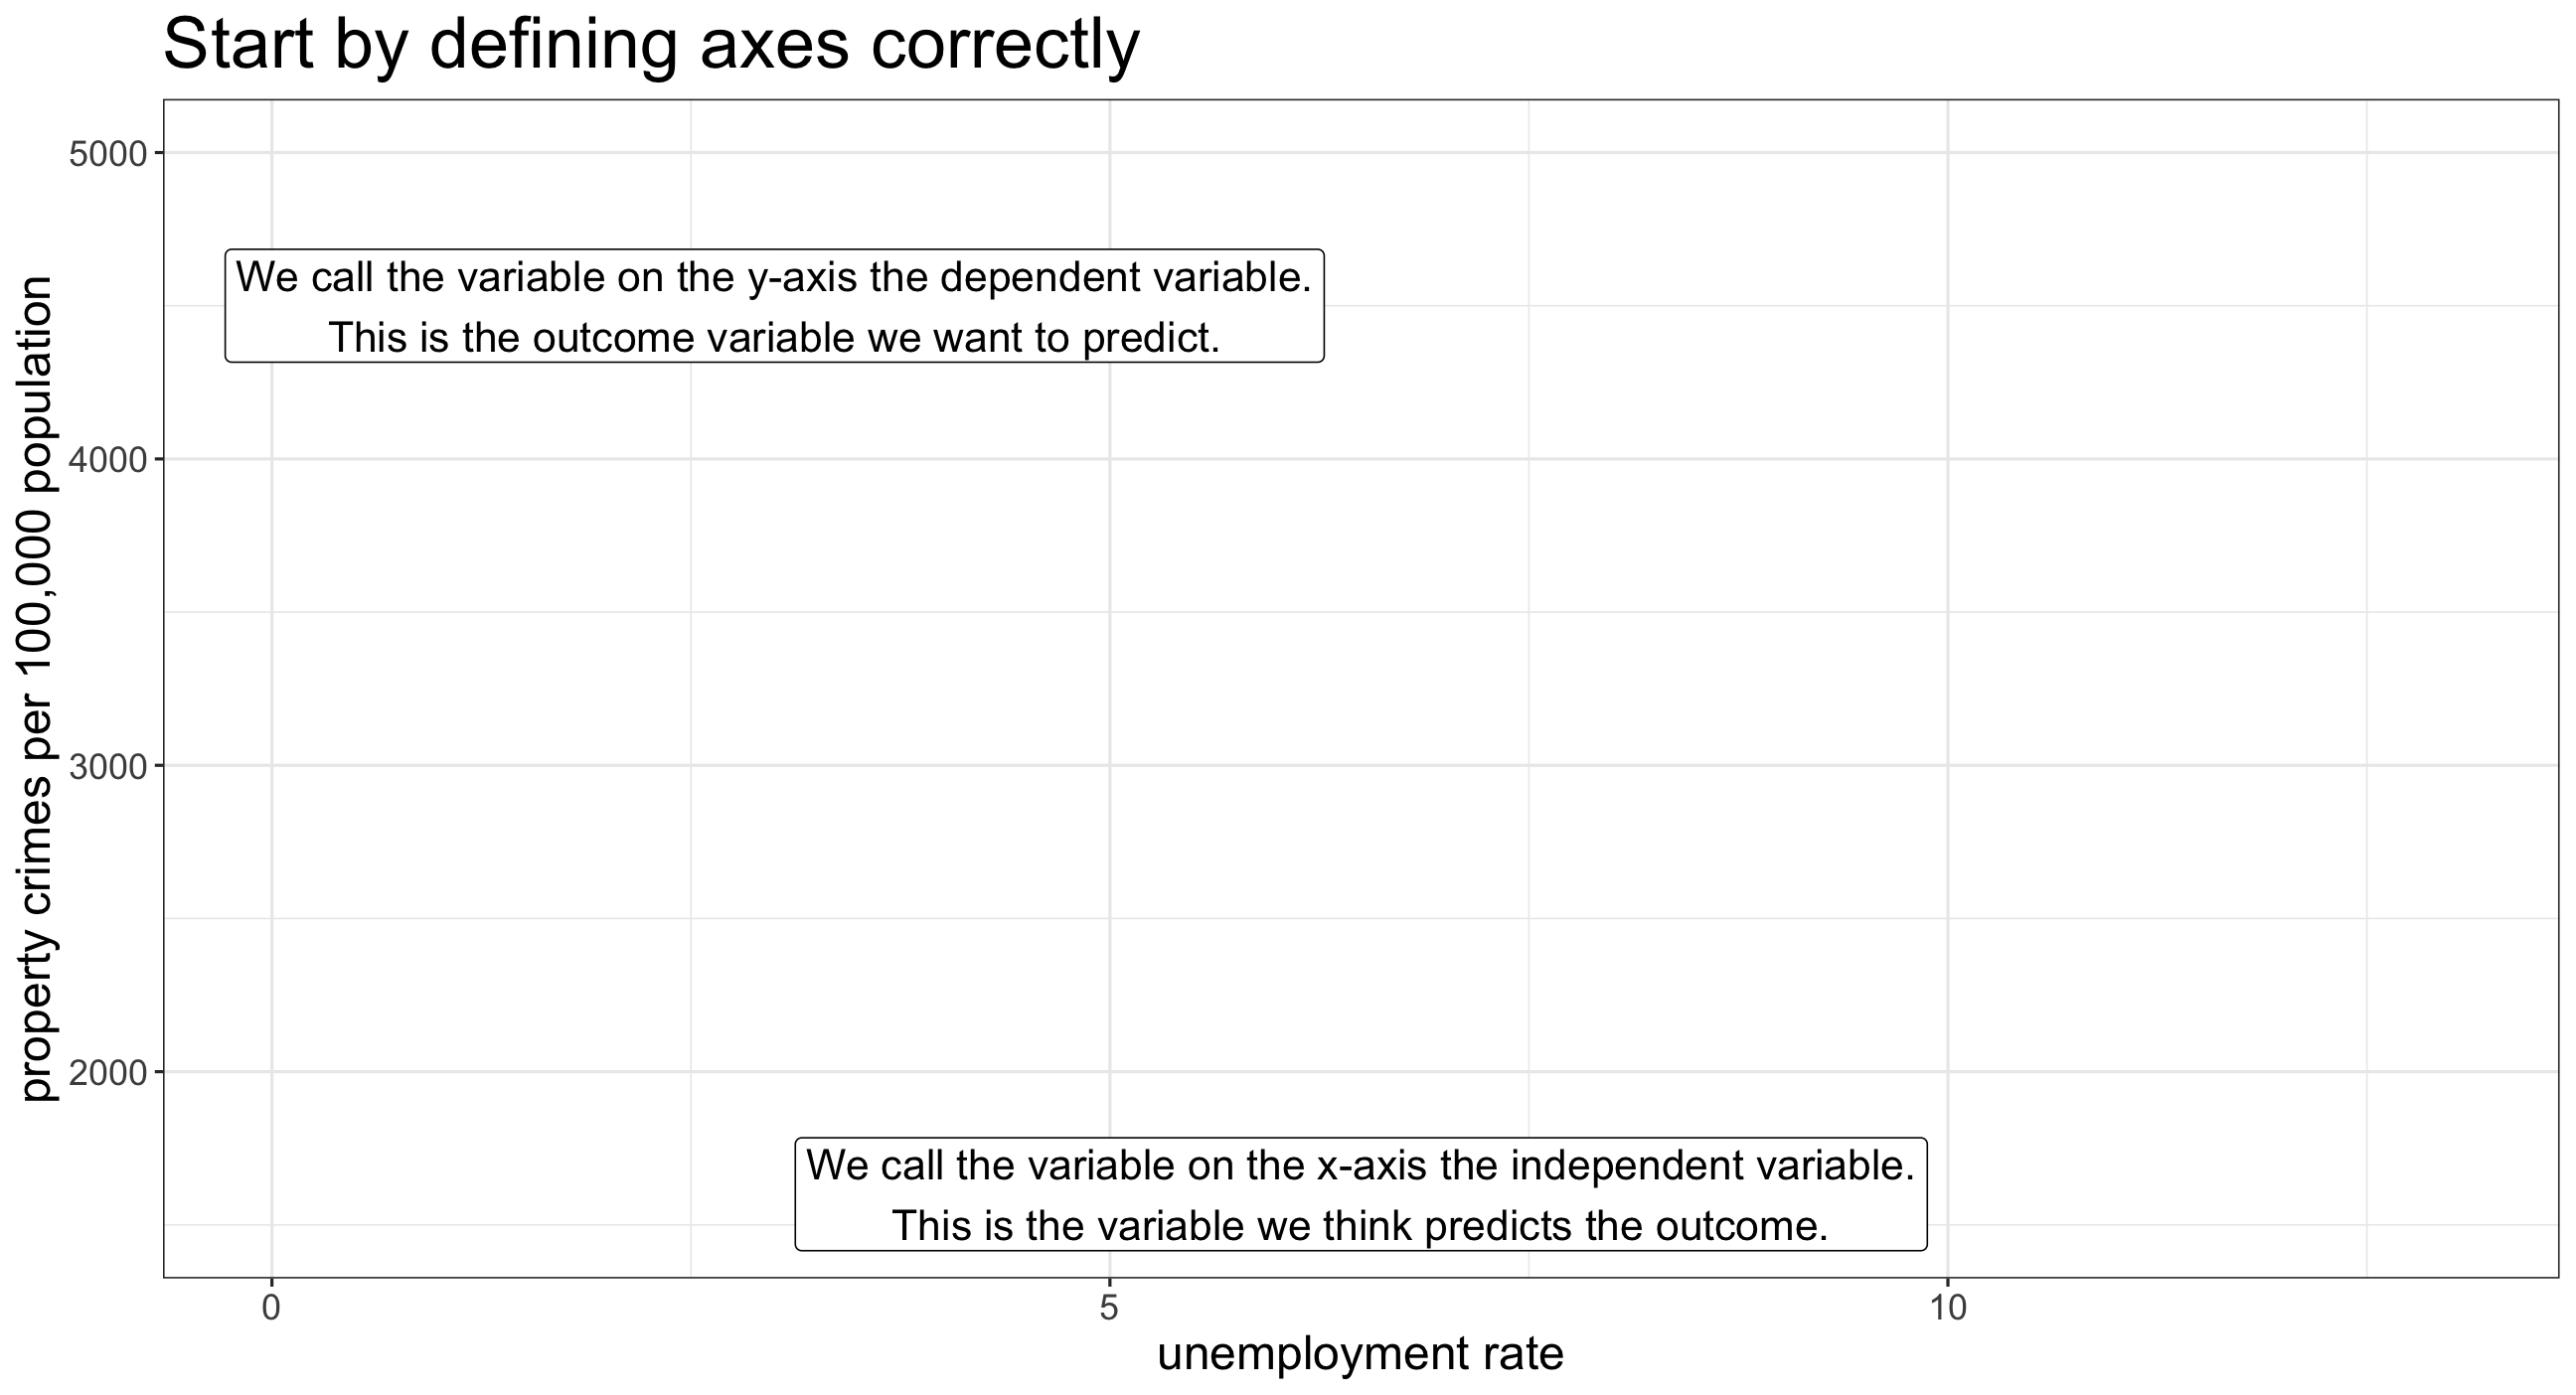 Start by defining axes correctly
property crimes per 100,000 population
5000
We call the variable on the y-axis the dependent variable.
This is the outcome variable we want to predict.
4000
3000
2000
We call the variable on the x-axis the independent variable.
This is the variable we think predicts the outcome.
0 5 10
unemployment rate